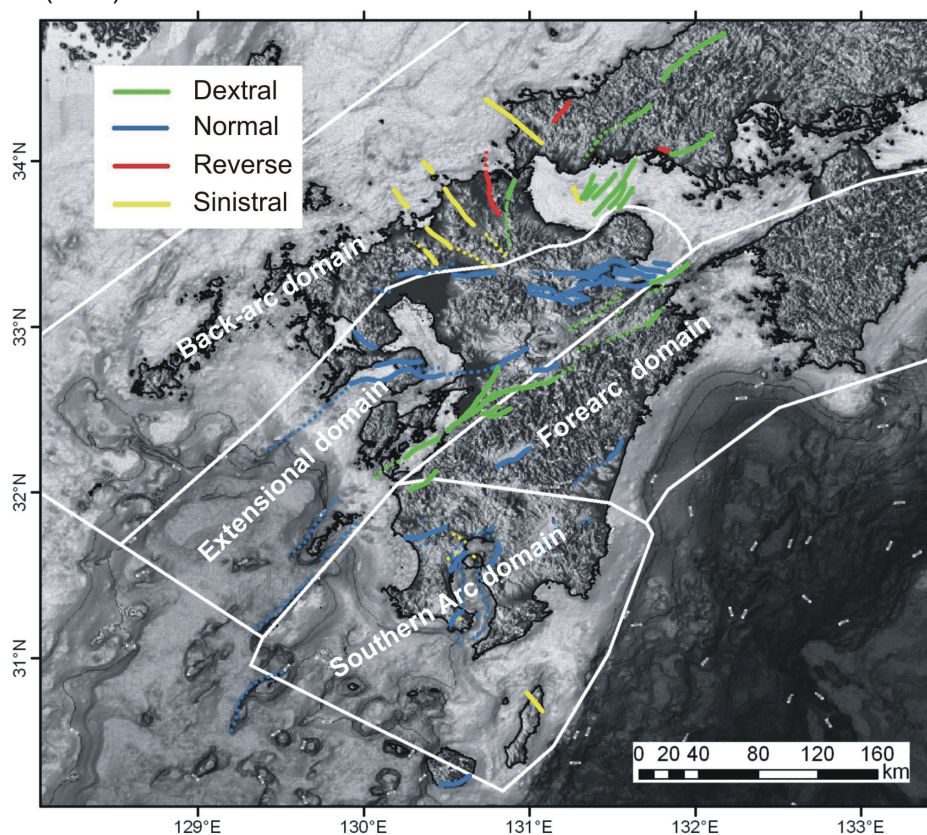 Dextral
Normal
Reverse
Sinistral
34°N
33°N
32°N
31°N
Back-arc domain
Extensional domain
Forearc domain
Southern Arc domain
0 20 40 80 120 160
km
129°E 130°E 131°E 132°E 133°E